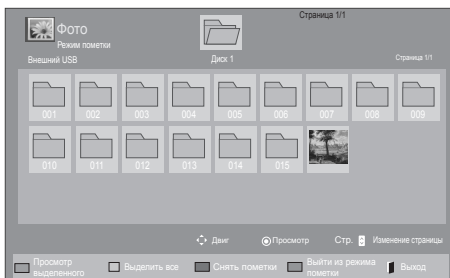 Страница 1/1
Фото
Режим пометки
Внешний USB
Диск 1
Страница 1/1
001 002 003 004 005 006 007 008 009
010 011 012 013 014 015
Двиг Просмотр Стр. Изменение страницы
Просмотр выделенного
Выделить все
Снять пометки
Выйти из режима пометки
Выход